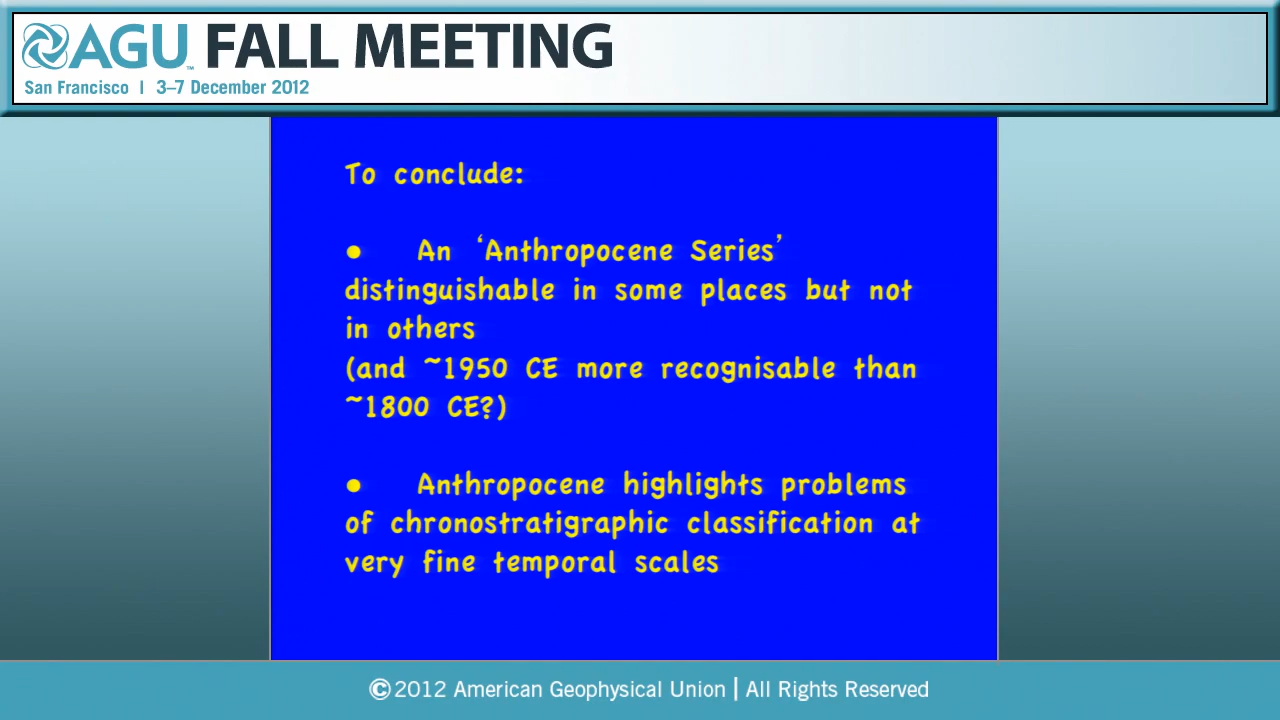 AGU™ FALL MEETING
San Francisco | 3–7 December 2012
To conclude:
● An ‘Anthropocene Series’
distinguishable in some places but not
in others
(and ~1950 CE more recognisable than
~1800 CE?)
● Anthropocene highlights problems
of chronostratigraphic classification at
very fine temporal scales
©2012 American Geophysical Union | All Rights Reserved